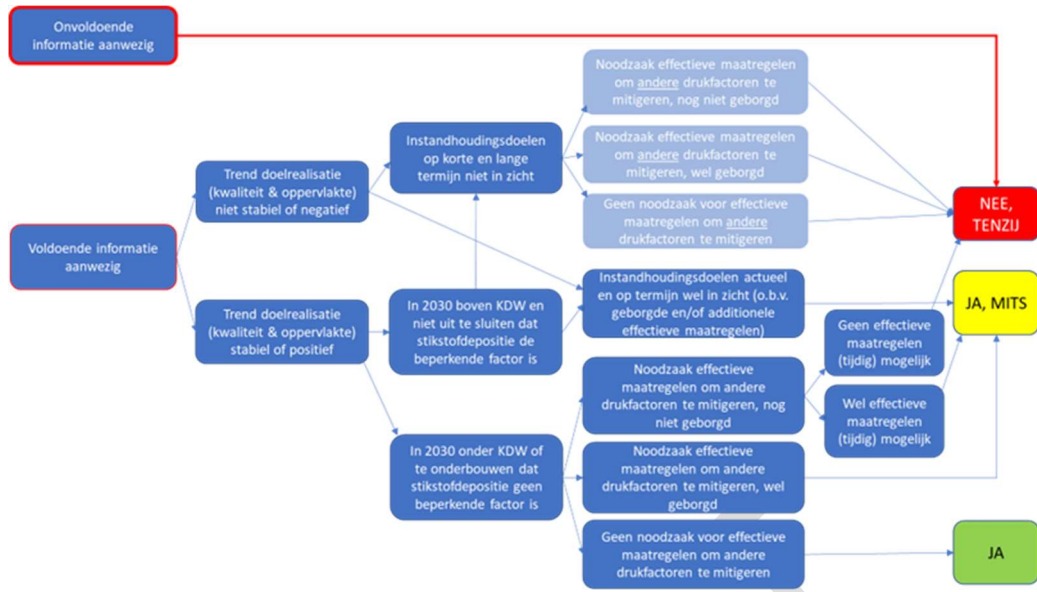 Onvoldoende
informatie aanwezig
Noodzaak effectieve maatregelen
om andere drukfactoren te
mitigeren, nog niet geborgd
Instandhoudingsdoelen
op korte en lange
termijn niet in zicht
Noodzaak effectieve maatregelen
om andere drukfactoren te
mitigeren, wel geborgd
Trend doelrealisatie
(kwaliteit & oppervlakte)
niet stabiel of negatief
Geen noodzaak voor effectieve
maatregelen om andere
drukfactoren te mitigeren
NEE,
TENZIJ
Voldoende informatie
aanwezig
Trend doelrealisatie
(kwaliteit & oppervlakte)
stabiel of positief
In 2030 boven KDW en
niet uit te sluiten dat
stikstofdepositie de
beperkende factor is
Instandhoudingsdoelen actueel
en op termijn wel in zicht (o.b.v.
geborgde en/of additionele
effectieve maatregelen)
JA, MITS
Geen effectieve
maatregelen
(tijdig) mogelijk
Noodzaak effectieve
maatregelen om andere
drukfactoren te mitigeren, nog
niet geborgd
Wel effectieve
maatregelen
(tijdig) mogelijk
In 2030 onder KDW of
te onderbouwen dat
stikstofdepositie geen
beperkende factor is
Noodzaak effectieve
maatregelen om andere
drukfactoren te mitigeren, wel
geborgd
Geen noodzaak voor effectieve
maatregelen om andere
drukfactoren te mitigeren
JA